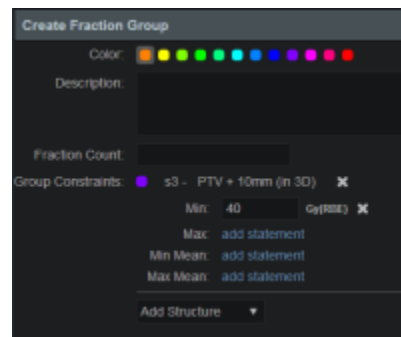 Create Fraction Group
Color:
Description:
Fraction Count:
Group Constraints: s3 - PTV + 10mm (in 3D) ✖
Min: 40 Gy(RBE) ✖
Max: add statement
Min Mean: add statement
Max Mean: add statement
Add Structure ▼